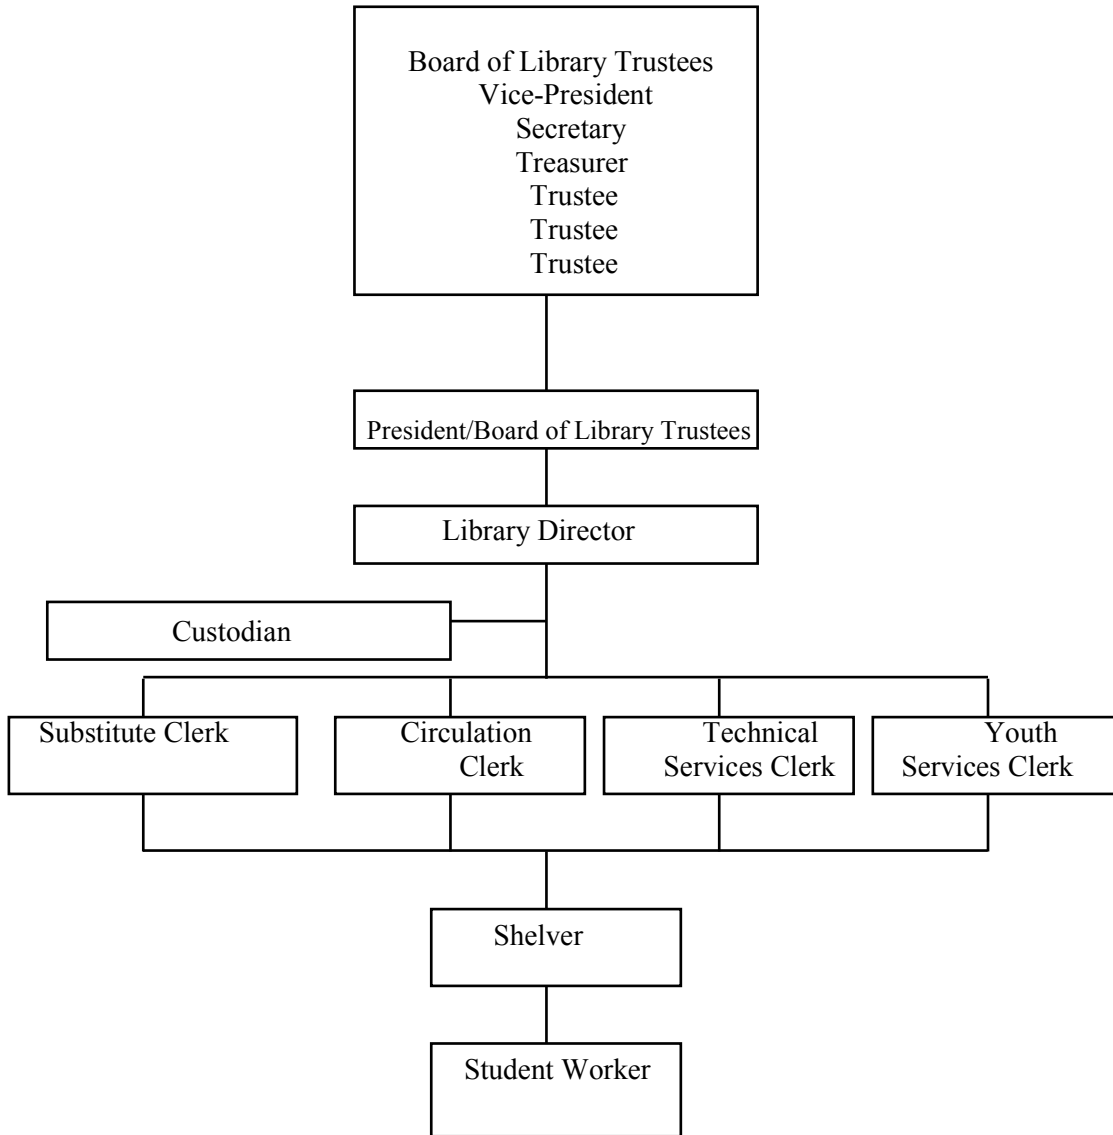 Board of Library Trustees
Vice-President
Secretary
Treasurer
Trustee
Trustee
Trustee
President/Board of Library Trustees
Library Director
Custodian
Substitute Clerk
Circulation
Clerk
Technical
Services Clerk
Youth
Services Clerk
Shelver
Student Worker